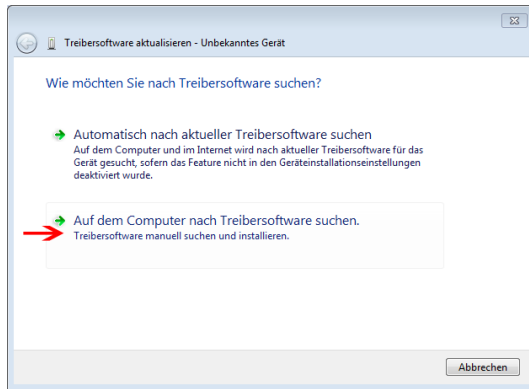 Treibersoftware aktualisieren - Unbekanntes Gerät
Wie möchten Sie nach Treibersoftware suchen?
Automatisch nach aktueller Treibersoftware suchen
Auf dem Computer und im Internet wird nach aktueller Treibersoftware für das
Gerät gesucht, sofern das Feature nicht in den Geräteinstallationseinstellungen
deaktiviert wurde.
Auf dem Computer nach Treibersoftware suchen.
Treibersoftware manuell suchen und installieren.
Abbrechen